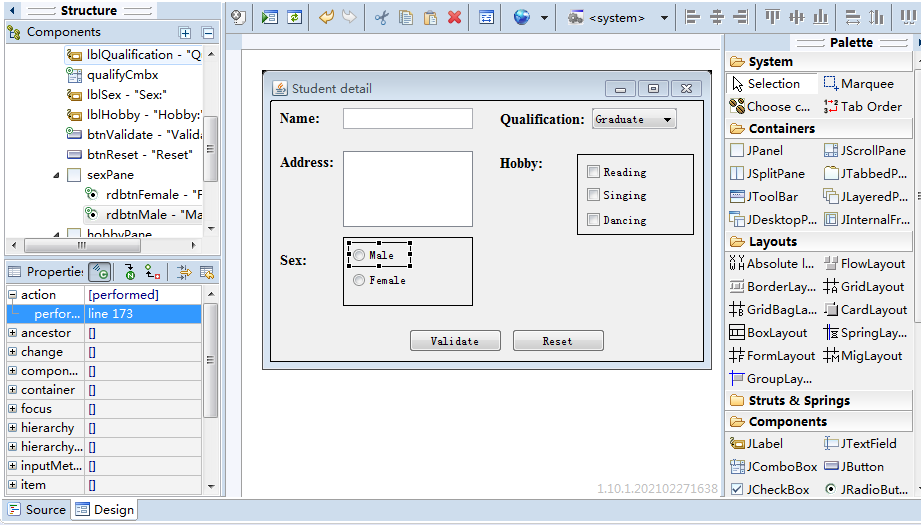 Structure
Components
lblQualification - "Q
qualifyCmbx
lblSex - "Sex:"
lblHobby - "Hobby:"
btnValidate - "Valida
btnReset - "Reset"
sexPane
rdbtnFemale - "F
rdbtnMale - "Ma
hobbyPane
Properties
action [performed]
perfor... line 173
ancestor []
change []
compon... []
container []
focus []
hierarchy []
hierarchy... []
inputMet... []
item []
Source Design
<system>
Student detail
Name: Qualification: Graduate
Address: Hobby: Reading
Singing
Dancing
Sex: Male
Female
Validate Reset
1.10.1.202102271638
Palette
System
Selection Marquee
Choose c... Tab Order
Containers
JPanel JScrollPane
JSplitPane JTabbedP...
JToolBar JLayeredP...
JDesktopP... JInternalFr...
Layouts
Absolute l... FlowLayout
BorderLay... GridLayout
GridBagLa... CardLayout
BoxLayout SpringLay...
FormLayout MigLayout
GroupLay...
Struts & Springs
Components
JLabel JTextField
JComboBox JButton
JCheckBox JRadioBut...